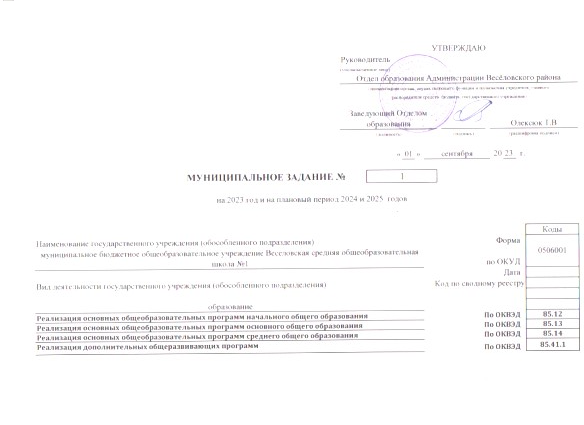 УТВЕРЖДАЮ
Руководитель
Отдел образования Администрации Весёловского района
Заведующий Отделом
образования
Олексюк Т.В
(должность) (подпись) (расшифровка подписи)
« 01 » сентября 20 23 г.
МУНИЦИПАЛЬНОЕ ЗАДАНИЕ № 1
на 2023 год и на плановый период 2024 и 2025 годов
Коды
Наименование государственного учреждения (обособленного подразделения)
Форма
муниципальное бюджетное общеобразовательное учреждение Веселовская средняя общеобразовательная
школа №1
по ОКУД
0506001
Дата
Вид деятельности государственного учреждения (обособленного подразделения)
Код по сводному реестру
образование
Реализация основных общеобразовательных программ начального общего образования По ОКВЭД 85.12
Реализация основных общеобразовательных программ основного общего образования По ОКВЭД 85.13
Реализация основных общеобразовательных программ среднего общего образования По ОКВЭД 85.14
Реализация дополнительных общеразвивающих программ По ОКВЭД 85.41.1